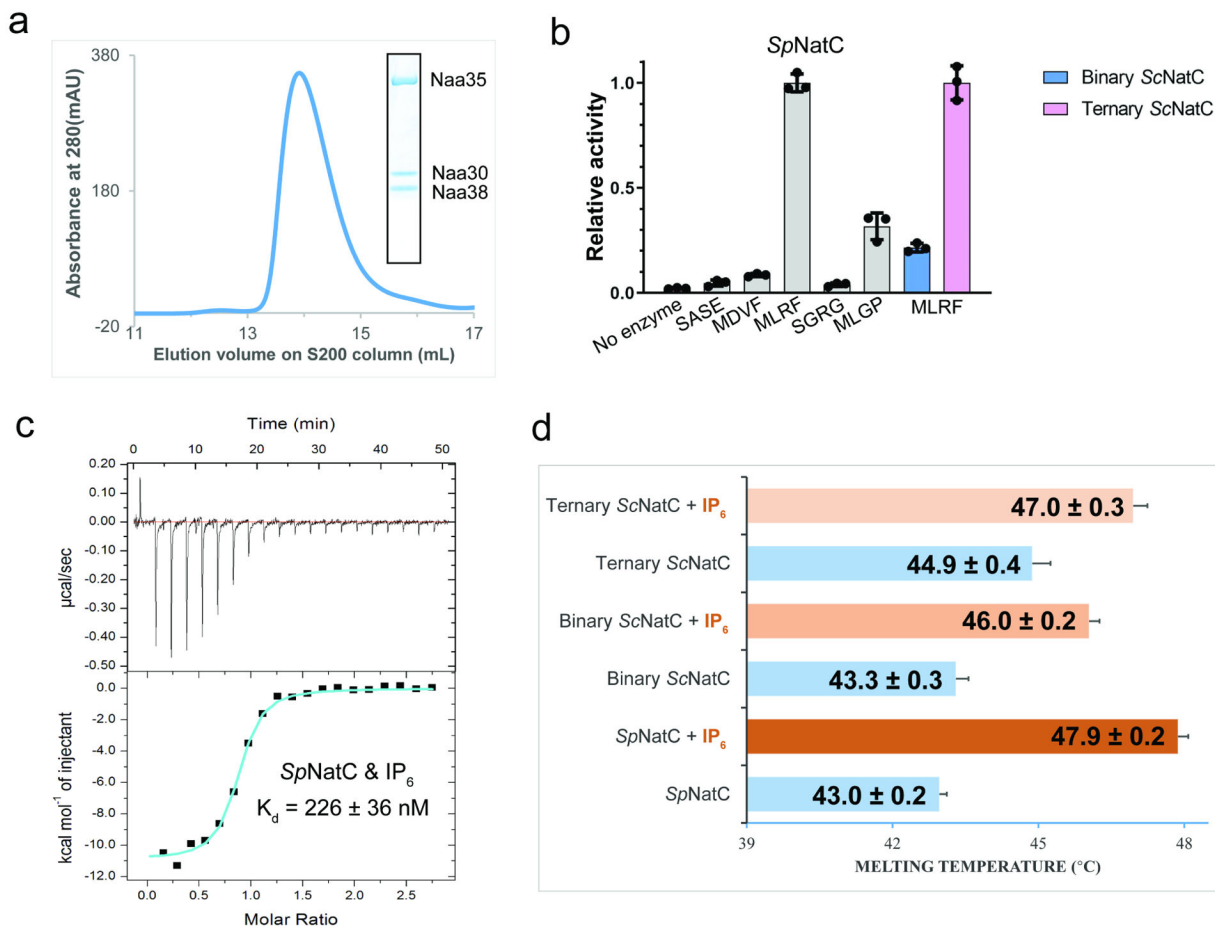 a
380
180
-20
11
13
15
17
Absorbance at 280(mAU)
Elution volume on S200 column (mL)
Naa35
Naa30
Naa38
b
SpNatC
Binary ScNatC
Ternary ScNatC
Relative activity
1.0
0.5
0.0
No enzyme
SASE
MDVF
MLRF
SGRG
MLGP
MLRF
c
Time (min)
0 10 20 30 40 50
0.20
0.10
0.00
-0.10
-0.20
-0.30
-0.40
-0.50
µcal/sec
0.0
-2.0
-4.0
-6.0
-8.0
-10.0
-12.0
kcal mol⁻¹ of injectant
SpNatC & IP₆
K_d = 226 ± 36 nM
0.0 0.5 1.0 1.5 2.0 2.5
Molar Ratio
d
Ternary ScNatC + IP₆ 47.0 ± 0.3
Ternary ScNatC 44.9 ± 0.4
Binary ScNatC + IP₆ 46.0 ± 0.2
Binary ScNatC 43.3 ± 0.3
SpNatC + IP₆ 47.9 ± 0.2
SpNatC 43.0 ± 0.2
39 42 45 48
MELTING TEMPERATURE (°C)